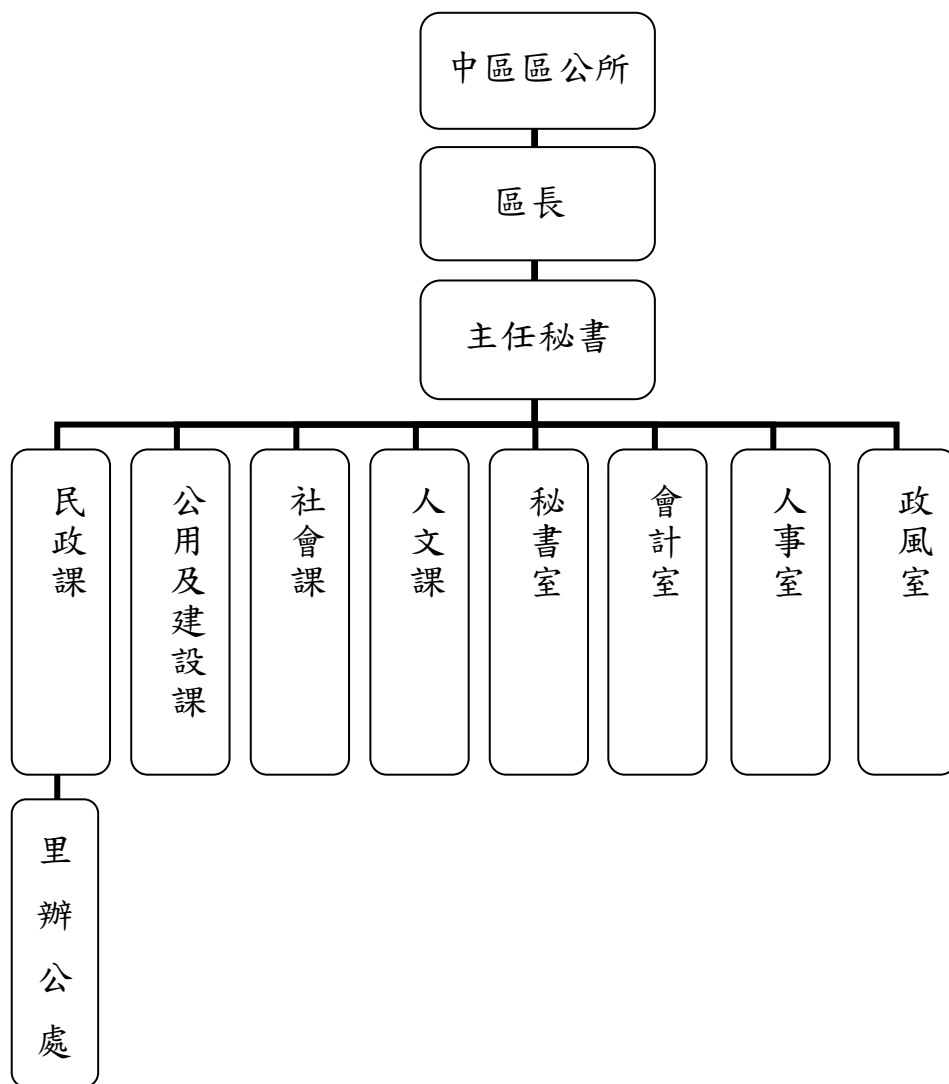 中區區公所
區長
主任秘書
民政課
公用及建設課
社會課
人文課
秘書室
會計室
人事室
政風室
里辦公處